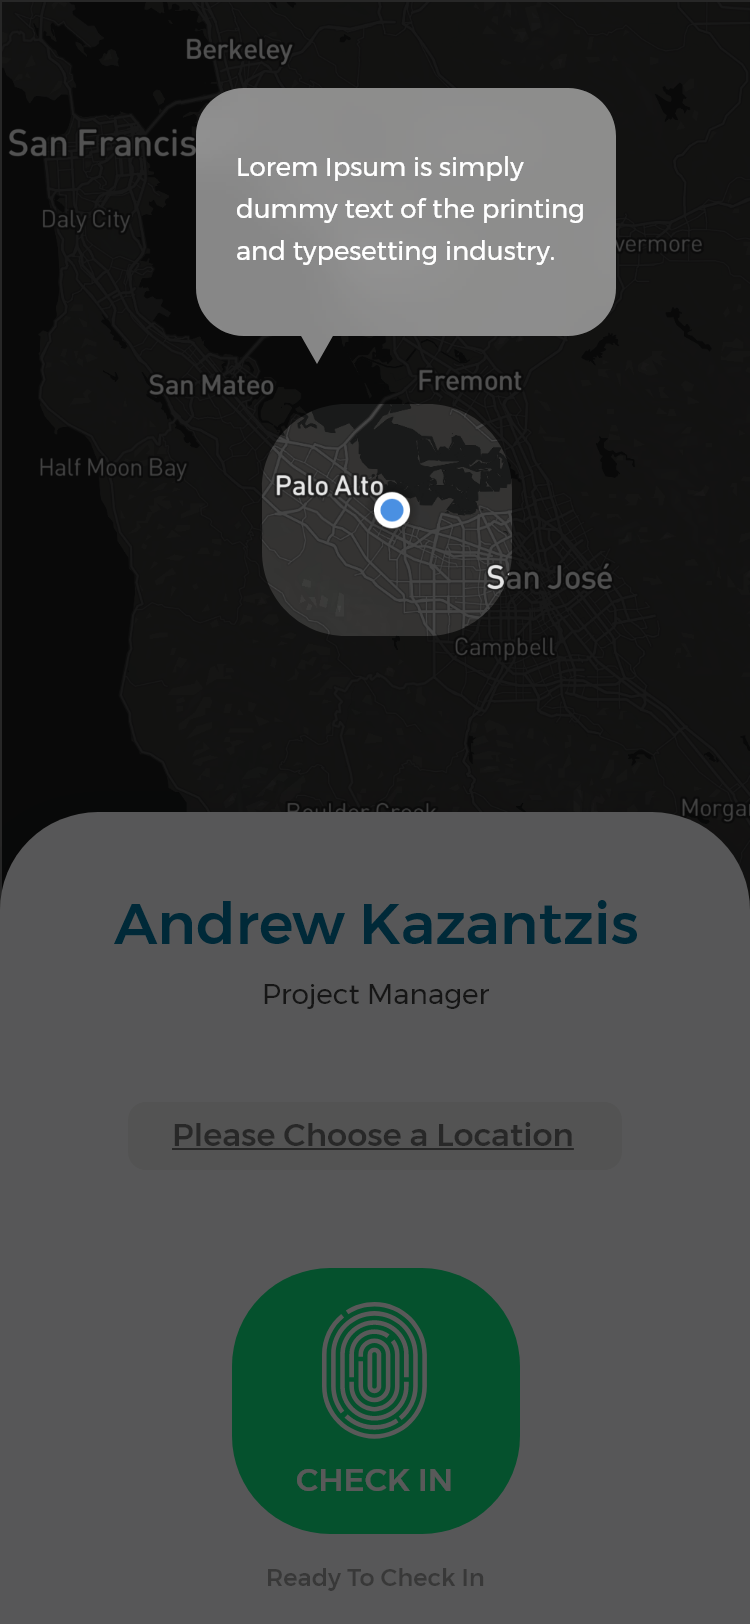 Berkeley
San Francis
Lorem Ipsum is simply
dummy text of the printing
and typesetting industry.
Daly City
vermore
San Mateo
Fremont
Half Moon Bay
Palo Alto
San José
Campbell
Boulder Creek
Morga
Andrew Kazantzis
Project Manager
Please Choose a Location
CHECK IN
Ready To Check In